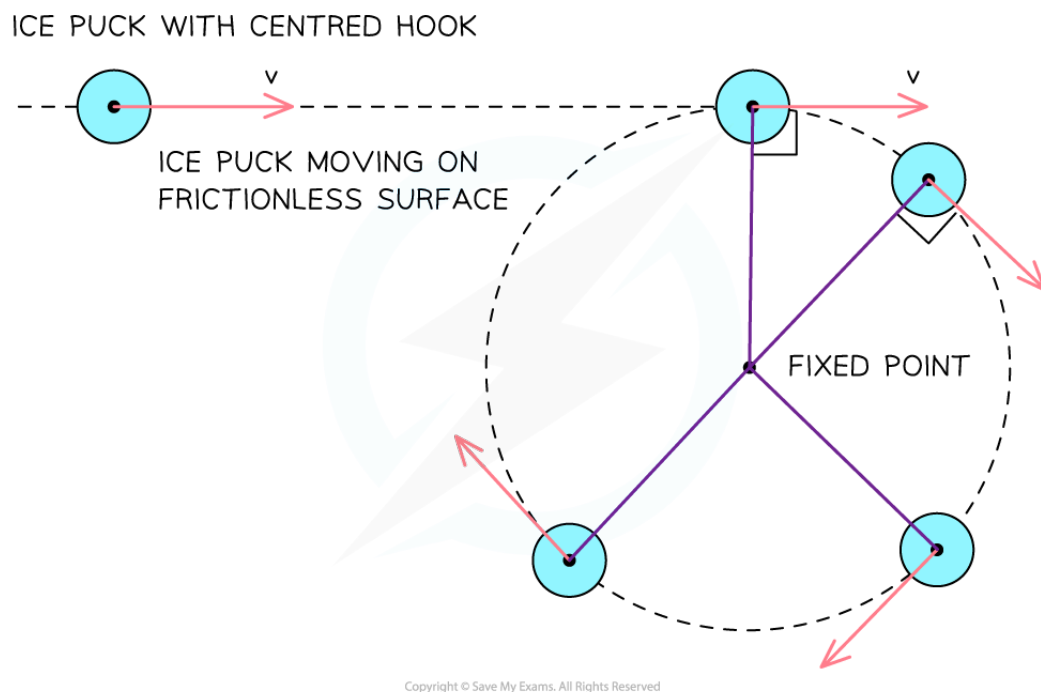 ICE PUCK WITH CENTRED HOOK
v
v
ICE PUCK MOVING ON
FRICTIONLESS SURFACE
FIXED POINT
Copyright © Save My Exams. All Rights Reserved